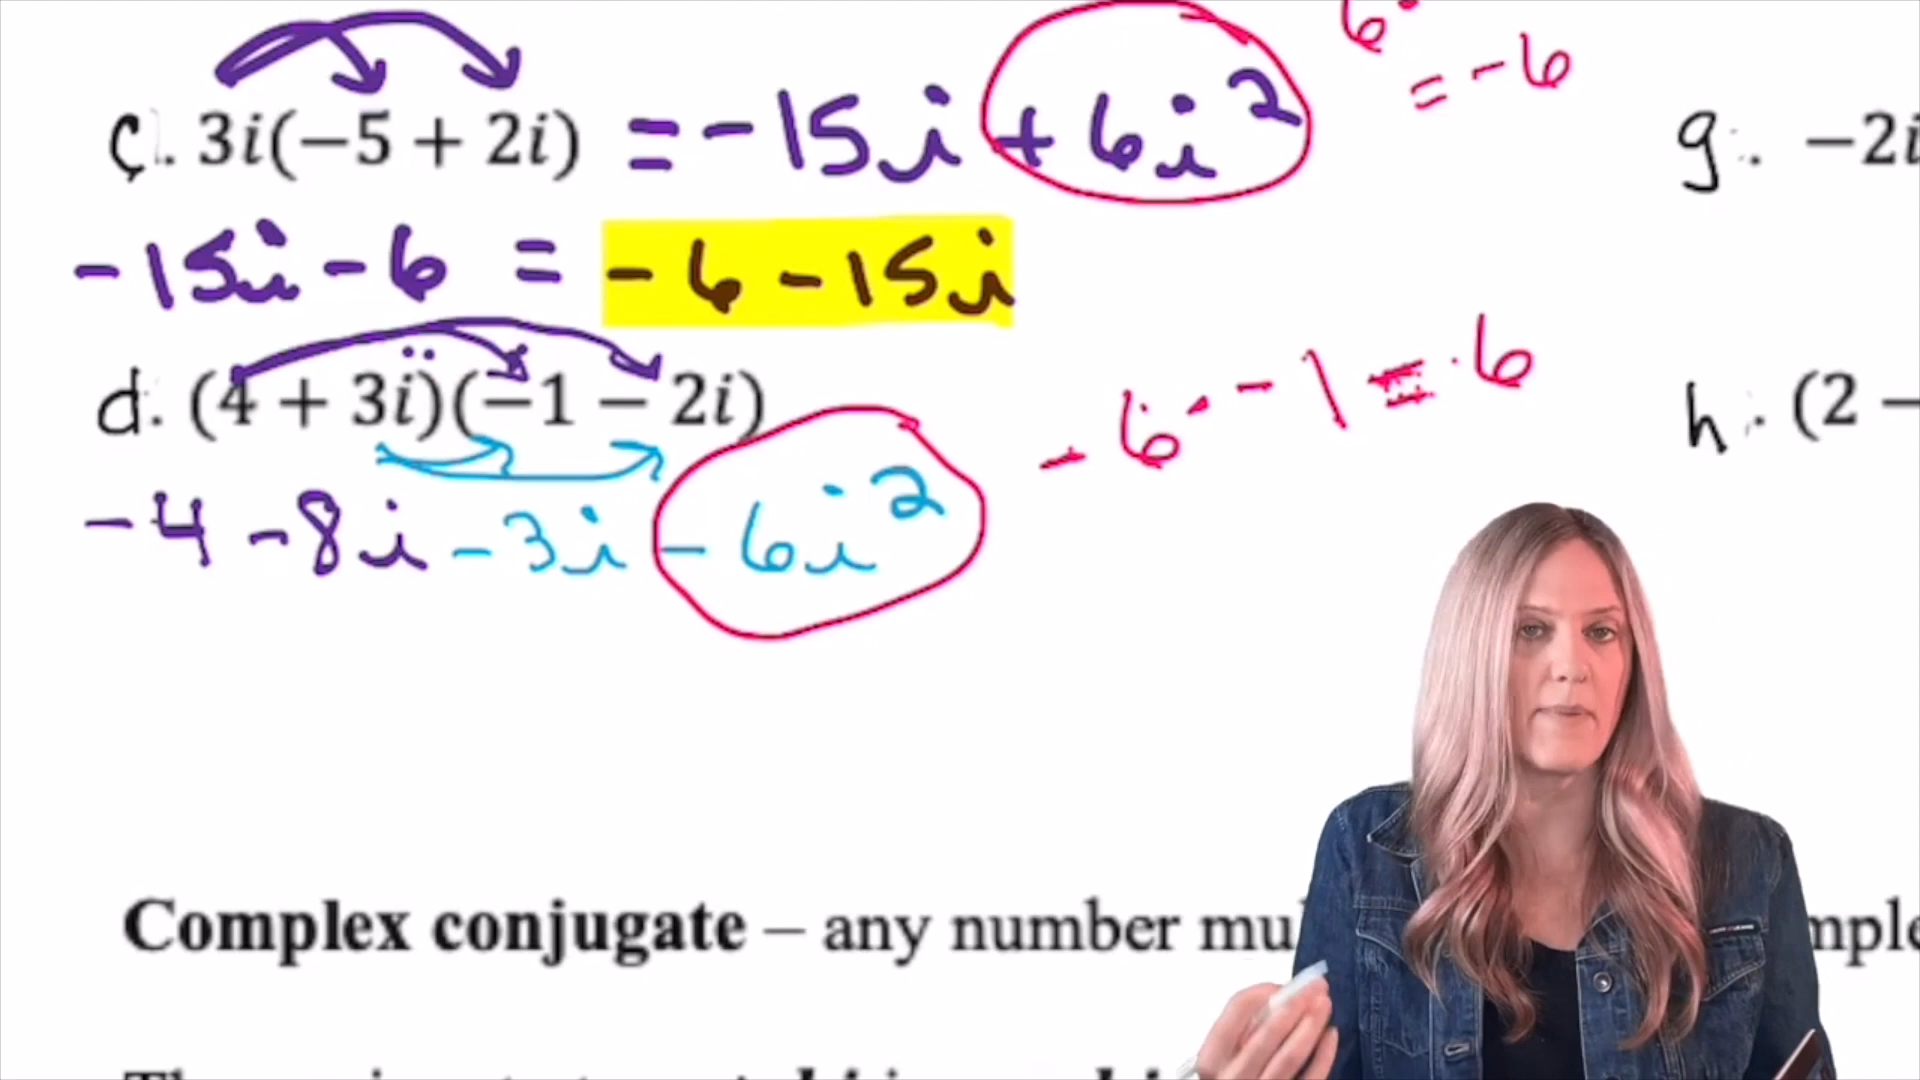 6
= -6
c. 3i(−5 + 2i) = -15i + 6i²
g. −2i
-15i - 6 = -6 - 15i
d. (4 + 3i)(−1 − 2i)
-6 · -1 = 6
h. (2 −
-4 - 8i - 3i - 6i²
Complex conjugate – any number mu mple